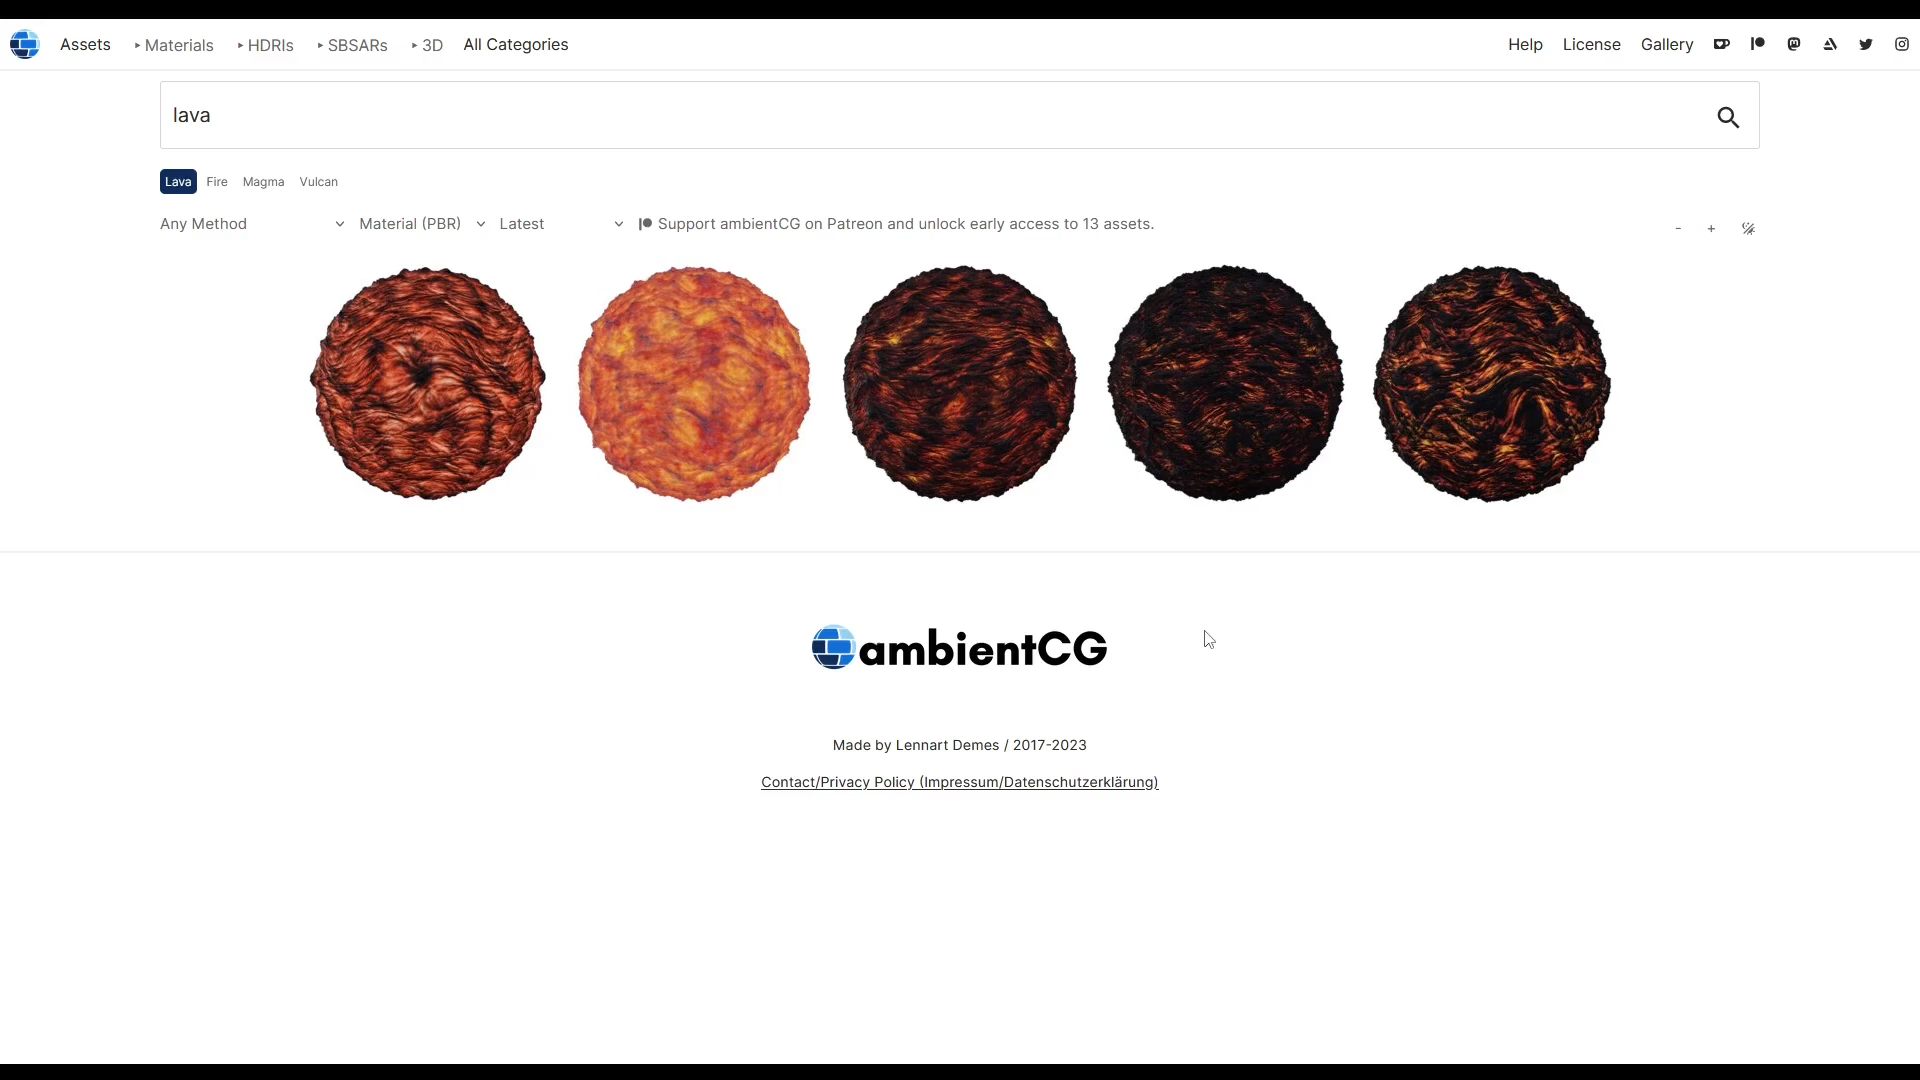 Assets Materials HDRIs SBSARs 3D All Categories Help License Gallery
lava
Lava Fire Magma Vulcan
Any Method Material (PBR) Latest Support ambientCG on Patreon and unlock early access to 13 assets. - +
ambientCG
Made by Lennart Demes / 2017-2023
Contact/Privacy Policy (Impressum/Datenschutzerklärung)